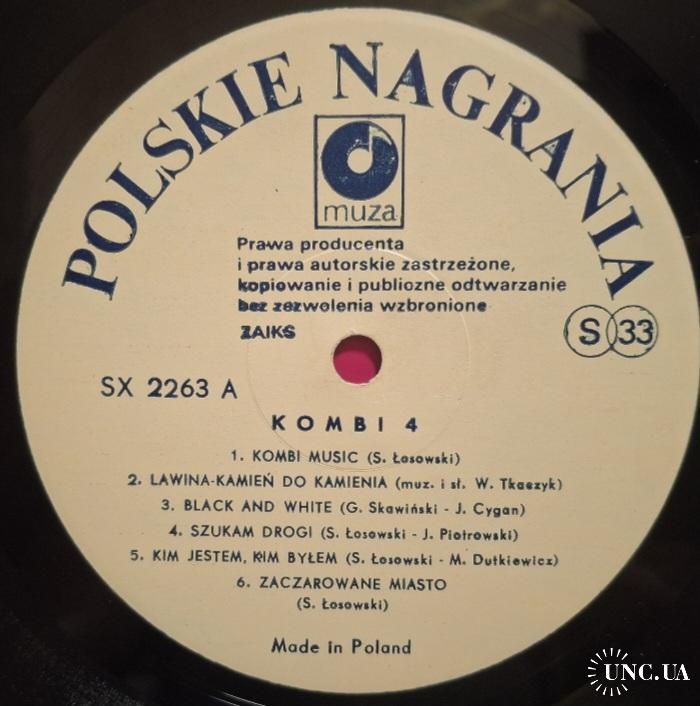 POLSKIE NAGRANIA
muza
Prawa producenta
i prawa autorskie zastrzeżone,
kopiowanie i publiczne odtwarzanie
bez zezwolenia wzbronione
ZAIKS
S 33
SX 2263 A
KOMBI 4
1. KOMBI MUSIC (S. Łosowski)
2. LAWINA-KAMIEŃ DO KAMIENIA (muz. i sł. W. Tkaczyk)
3. BLACK AND WHITE (G. Skawiński - J. Cygan)
4. SZUKAM DROGI (S. Łosowski - J. Piotrowski)
5. KIM JESTEM, KIM BYŁEM (S. Łosowski - M. Dutkiewicz)
6. ZACZAROWANE MIASTO
(S. Łosowski)
Made in Poland
UNC.UA